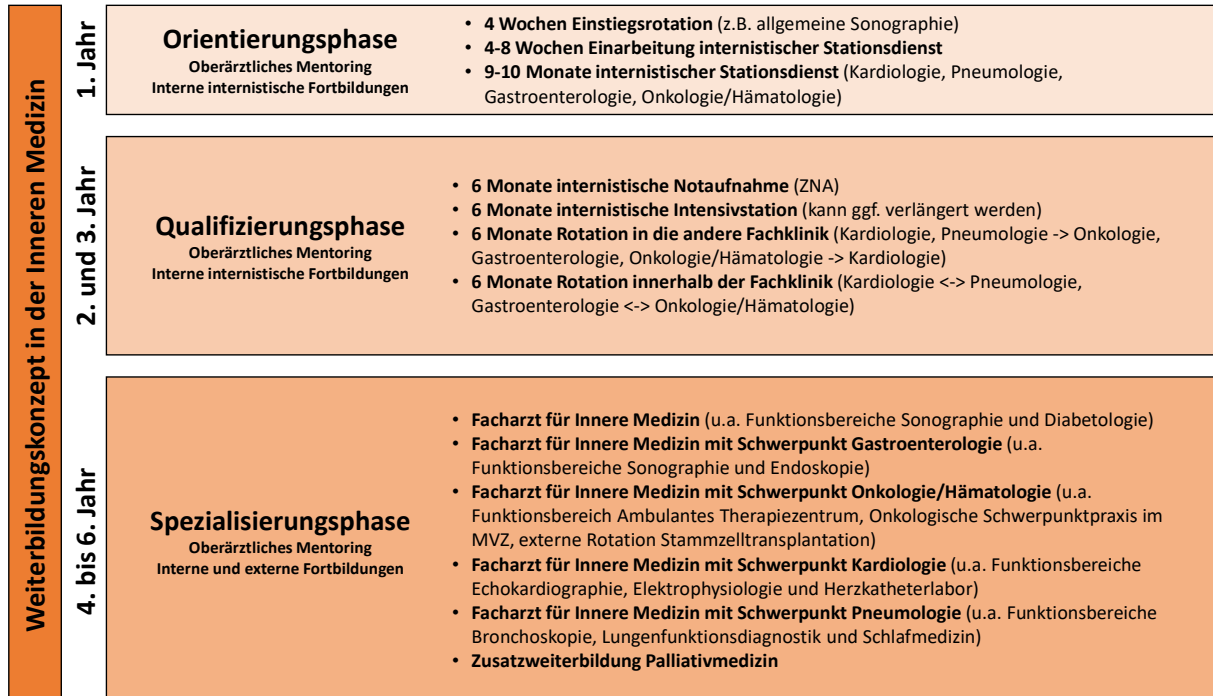 Weiterbildungskonzept in der Inneren Medizin
1. Jahr
Orientierungsphase
Oberärztliches Mentoring
Interne internistische Fortbildungen
• 4 Wochen Einstiegsrotation (z.B. allgemeine Sonographie)
• 4-8 Wochen Einarbeitung internistischer Stationsdienst
• 9-10 Monate internistischer Stationsdienst (Kardiologie, Pneumologie,
Gastroenterologie, Onkologie/Hämatologie)
2. und 3. Jahr
Qualifizierungsphase
Oberärztliches Mentoring
Interne internistische Fortbildungen
• 6 Monate internistische Notaufnahme (ZNA)
• 6 Monate internistische Intensivstation (kann ggf. verlängert werden)
• 6 Monate Rotation in die andere Fachklinik (Kardiologie, Pneumologie -> Onkologie,
Gastroenterologie, Onkologie/Hämatologie -> Kardiologie)
• 6 Monate Rotation innerhalb der Fachklinik (Kardiologie <-> Pneumologie,
Gastroenterologie <-> Onkologie/Hämatologie)
4. bis 6. Jahr
Spezialisierungsphase
Oberärztliches Mentoring
Interne und externe Fortbildungen
• Facharzt für Innere Medizin (u.a. Funktionsbereiche Sonographie und Diabetologie)
• Facharzt für Innere Medizin mit Schwerpunkt Gastroenterologie (u.a.
Funktionsbereiche Sonographie und Endoskopie)
• Facharzt für Innere Medizin mit Schwerpunkt Onkologie/Hämatologie (u.a.
Funktionsbereich Ambulantes Therapiezentrum, Onkologische Schwerpunktpraxis im
MVZ, externe Rotation Stammzelltransplantation)
• Facharzt für Innere Medizin mit Schwerpunkt Kardiologie (u.a. Funktionsbereiche
Echokardiographie, Elektrophysiologie und Herzkatheterlabor)
• Facharzt für Innere Medizin mit Schwerpunkt Pneumologie (u.a. Funktionsbereiche
Bronchoskopie, Lungenfunktionsdiagnostik und Schlafmedizin)
• Zusatzweiterbildung Palliativmedizin